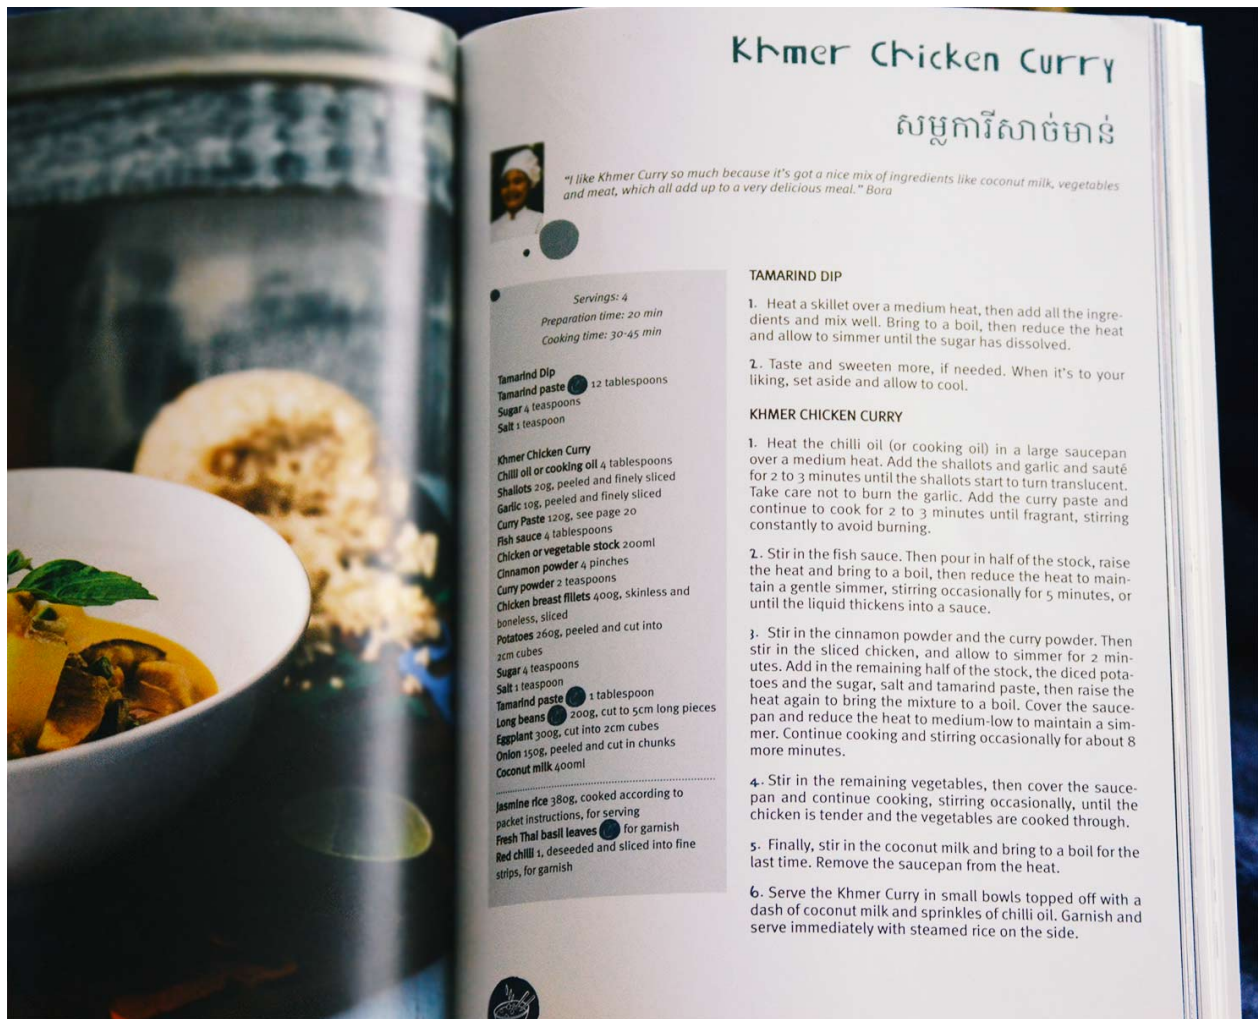 Khmer Chicken Curry
សម្លការីសាច់មាន់
“I like Khmer Curry so much because it's got a nice mix of ingredients like coconut milk, vegetables
and meat, which all add up to a very delicious meal.” Bora
Servings: 4
Preparation time: 20 min
Cooking time: 30-45 min
Tamarind Dip
Tamarind paste 12 tablespoons
Sugar 4 teaspoons
Salt 1 teaspoon
Khmer Chicken Curry
Chilli oil or cooking oil 4 tablespoons
Shallots 20g, peeled and finely sliced
Garlic 10g, peeled and finely sliced
Curry Paste 120g, see page 20
Fish sauce 4 tablespoons
Chicken or vegetable stock 200ml
Cinnamon powder 4 pinches
Curry powder 2 teaspoons
Chicken breast fillets 400g, skinless and
boneless, sliced
Potatoes 260g, peeled and cut into
2cm cubes
Sugar 4 teaspoons
Salt 1 teaspoon
Tamarind paste 1 tablespoon
Long beans 200g, cut to 5cm long pieces
Eggplant 300g, cut into 2cm cubes
Onion 150g, peeled and cut in chunks
Coconut milk 400ml
Jasmine rice 380g, cooked according to
packet instructions, for serving
Fresh Thai basil leaves for garnish
Red chilli 1, deseeded and sliced into fine
strips, for garnish
TAMARIND DIP
1. Heat a skillet over a medium heat, then add all the ingre-
dients and mix well. Bring to a boil, then reduce the heat
and allow to simmer until the sugar has dissolved.
2. Taste and sweeten more, if needed. When it's to your
liking, set aside and allow to cool.
KHMER CHICKEN CURRY
1. Heat the chilli oil (or cooking oil) in a large saucepan
over a medium heat. Add the shallots and garlic and sauté
for 2 to 3 minutes until the shallots start to turn translucent.
Take care not to burn the garlic. Add the curry paste and
continue to cook for 2 to 3 minutes until fragrant, stirring
constantly to avoid burning.
2. Stir in the fish sauce. Then pour in half of the stock, raise
the heat and bring to a boil, then reduce the heat to main-
tain a gentle simmer, stirring occasionally for 5 minutes, or
until the liquid thickens into a sauce.
3. Stir in the cinnamon powder and the curry powder. Then
stir in the sliced chicken, and allow to simmer for 2 min-
utes. Add in the remaining half of the stock, the diced pota-
toes and the sugar, salt and tamarind paste, then raise the
heat again to bring the mixture to a boil. Cover the sauce-
pan and reduce the heat to medium-low to maintain a sim-
mer. Continue cooking and stirring occasionally for about 8
more minutes.
4. Stir in the remaining vegetables, then cover the sauce-
pan and continue cooking, stirring occasionally, until the
chicken is tender and the vegetables are cooked through.
5. Finally, stir in the coconut milk and bring to a boil for the
last time. Remove the saucepan from the heat.
6. Serve the Khmer Curry in small bowls topped off with a
dash of coconut milk and sprinkles of chilli oil. Garnish and
serve immediately with steamed rice on the side.